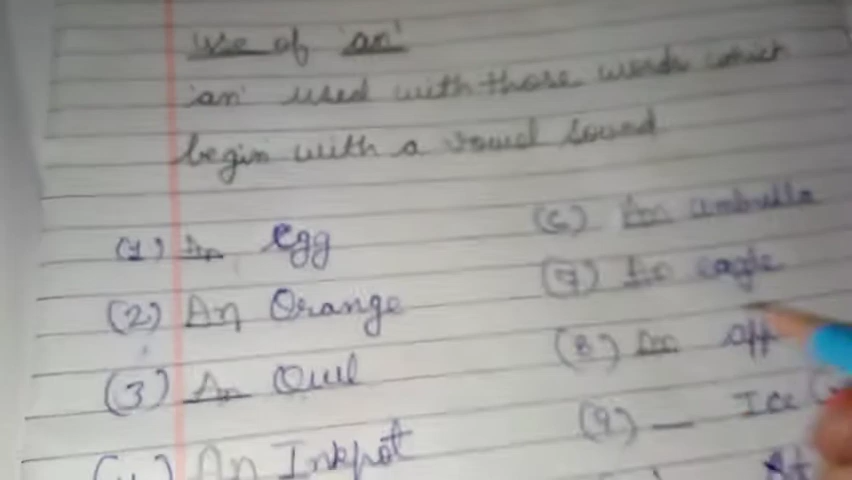 Use of 'an'
'an' used with those words which
begin with a vowel sound
(1) An egg
(2) An Orange
(3) An Owl
An Inkpot
(6) An umbrella
(7) An eagle
(8) An
(9) _ Ice